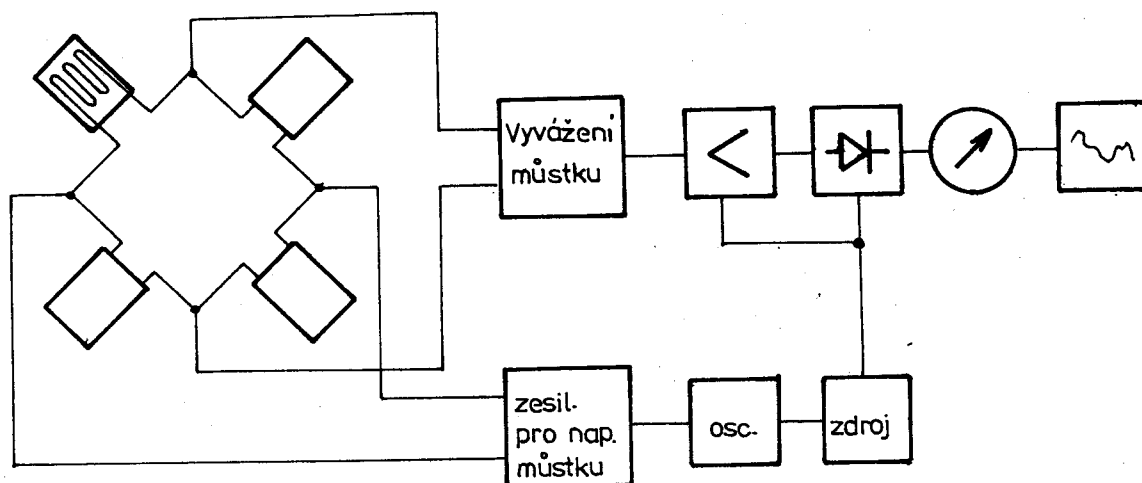 Vyvážení
můstku
zesil.
pro nap.
můstku
osc.
zdroj